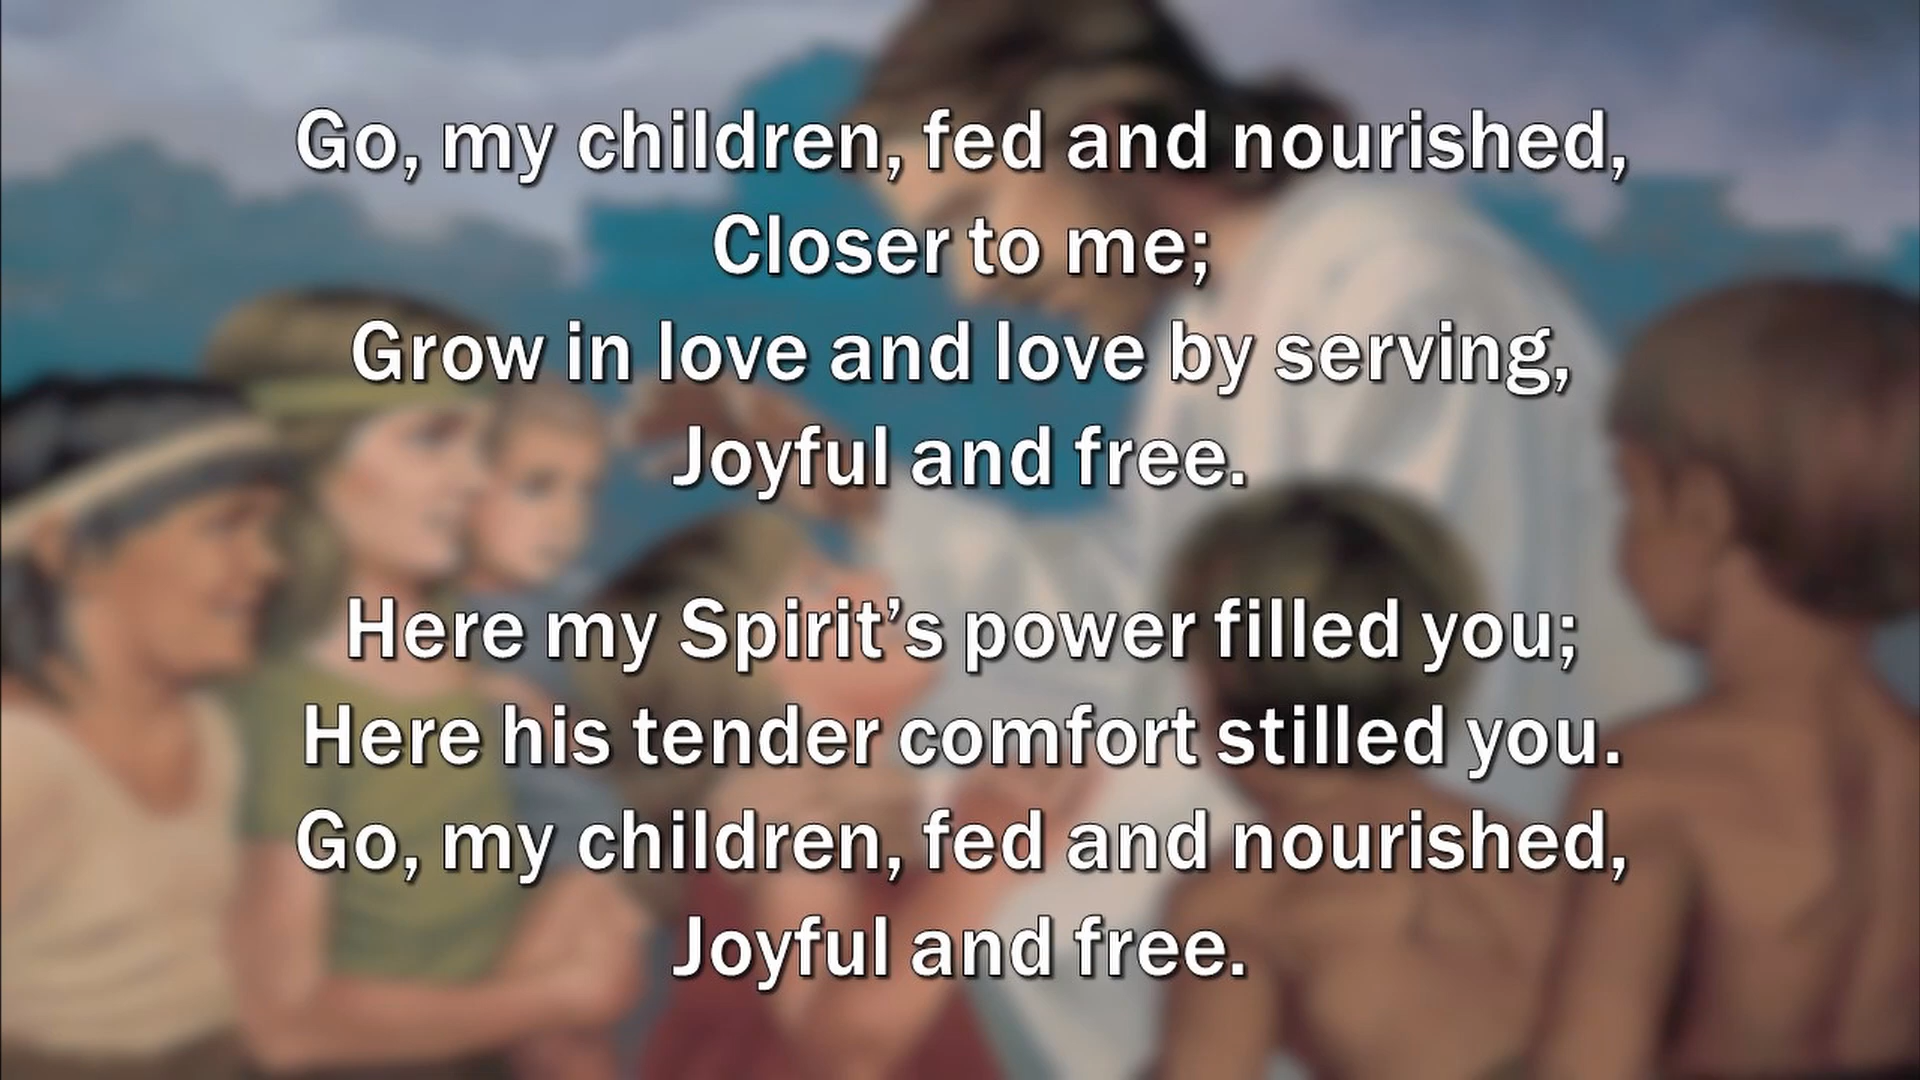 Go, my children, fed and nourished,
Closer to me;
Grow in love and love by serving,
Joyful and free.
Here my Spirit’s power filled you;
Here his tender comfort stilled you.
Go, my children, fed and nourished,
Joyful and free.